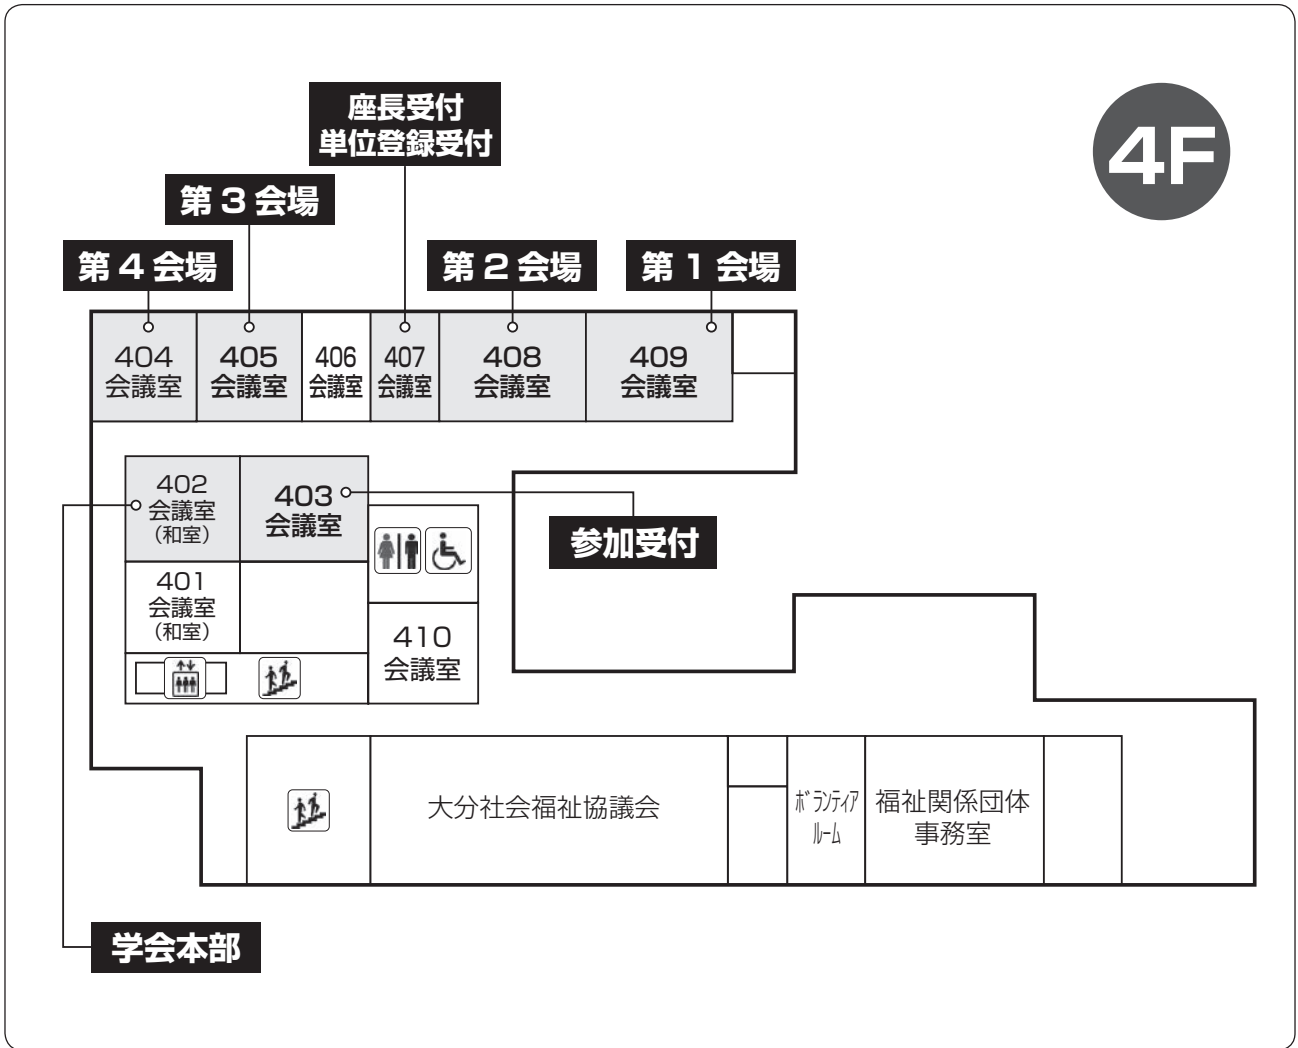 座長受付
単位登録受付
4F
第3会場
第4会場
第2会場
第1会場
404
会議室
405
会議室
406
会議室
407
会議室
408
会議室
409
会議室
402
会議室
(和室)
403
会議室
参加受付
401
会議室
(和室)
410
会議室
大分社会福祉協議会
ボランティア
ルーム
福祉関係団体
事務室
学会本部